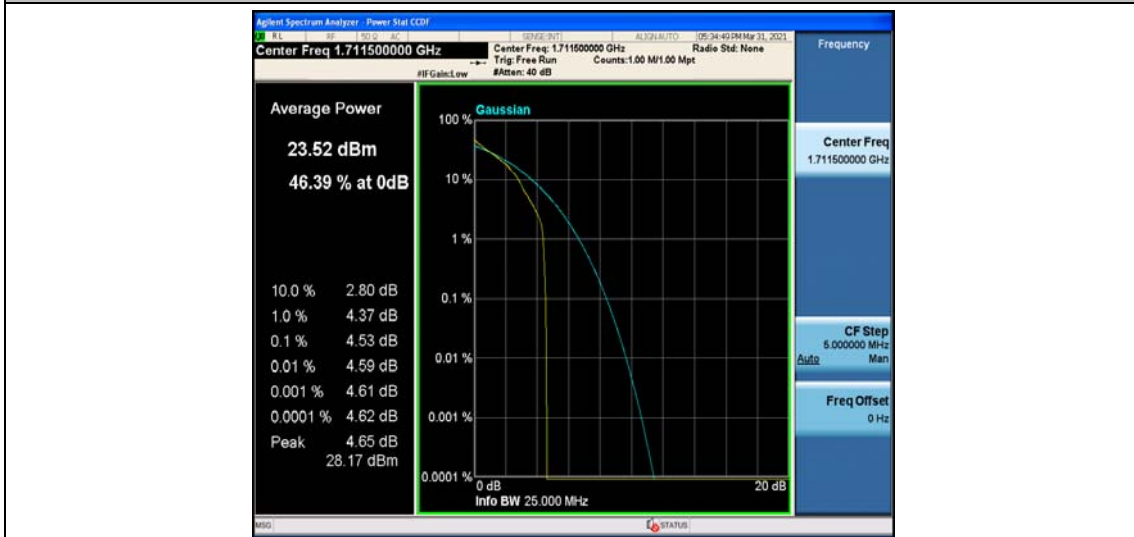 Agilent Spectrum Analyzer - Power Stat CCDF
RL RF 50 Ω AC SENSE:INT ALIGN AUTO 05:34:49 PM Mar 31, 2021
Center Freq 1.711500000 GHz
Center Freq: 1.711500000 GHz Radio Std: None
Trig: Free Run Counts:1.00 M/1.00 Mpt
#IFGain:Low #Atten: 40 dB
Frequency
Average Power
23.52 dBm
46.39 % at 0dB
10.0 % 2.80 dB
1.0 % 4.37 dB
0.1 % 4.53 dB
0.01 % 4.59 dB
0.001 % 4.61 dB
0.0001 % 4.62 dB
Peak 4.65 dB
28.17 dBm
Gaussian
100 %
10 %
1 %
0.1 %
0.01 %
0.001 %
0.0001 %
0 dB 20 dB
Info BW 25.000 MHz
Center Freq
1.711500000 GHz
CF Step
5.000000 MHz
Auto Man
Freq Offset
0 Hz
MSG STATUS